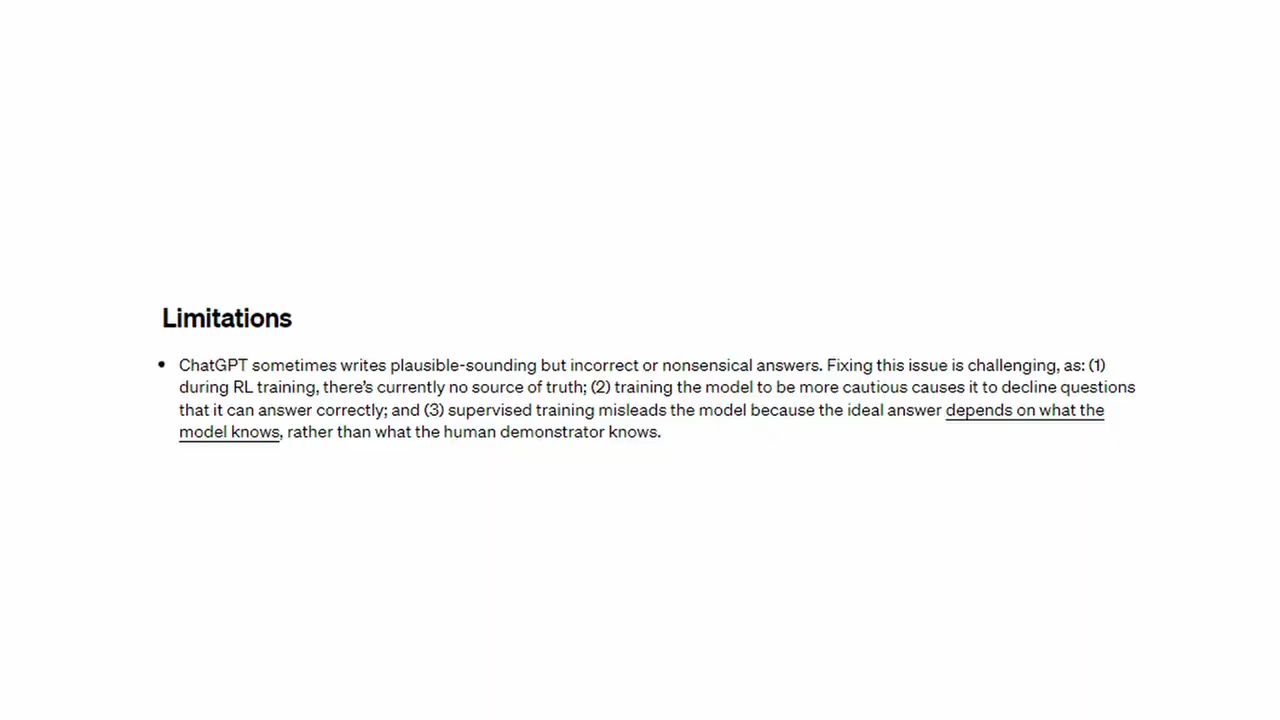 Limitations
• ChatGPT sometimes writes plausible-sounding but incorrect or nonsensical answers. Fixing this issue is challenging, as: (1)
during RL training, there's currently no source of truth; (2) training the model to be more cautious causes it to decline questions
that it can answer correctly; and (3) supervised training misleads the model because the ideal answer depends on what the
model knows, rather than what the human demonstrator knows.